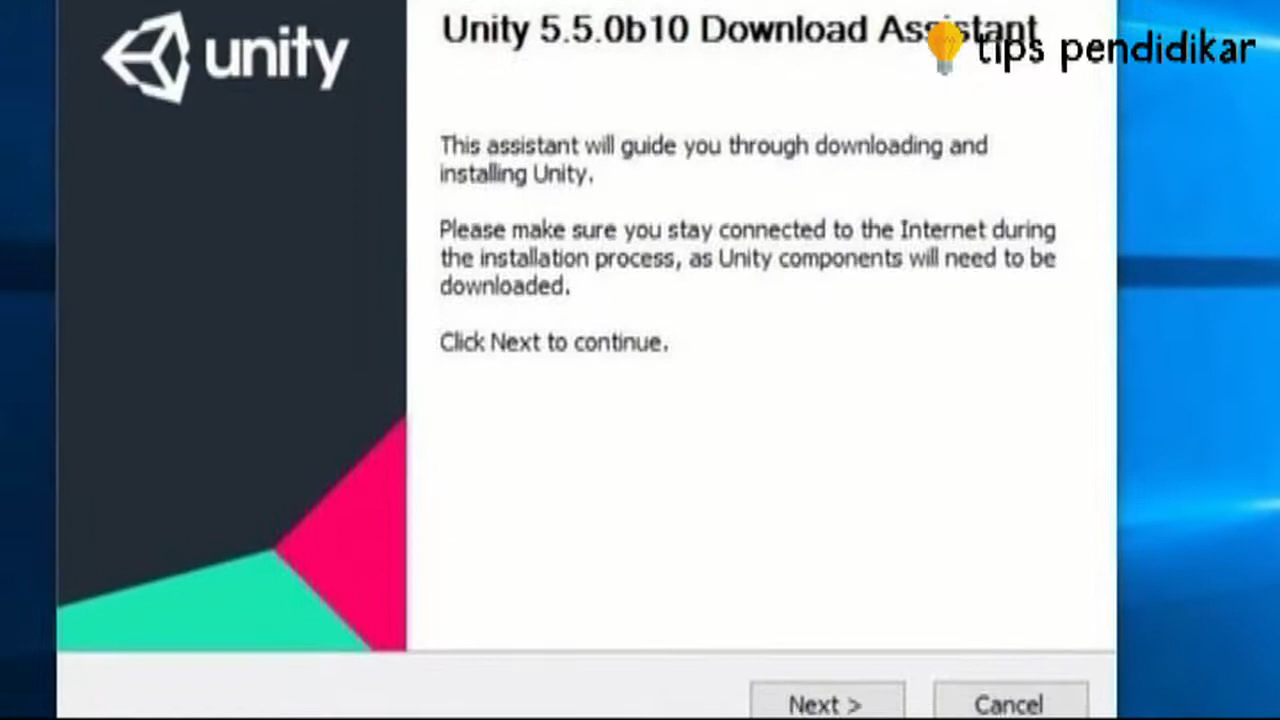 unity
Unity 5.5.0b10 Download Assistant
tips pendidikar
This assistant will guide you through downloading and
installing Unity.
Please make sure you stay connected to the Internet during
the installation process, as Unity components will need to be
downloaded.
Click Next to continue.
Next >
Cancel